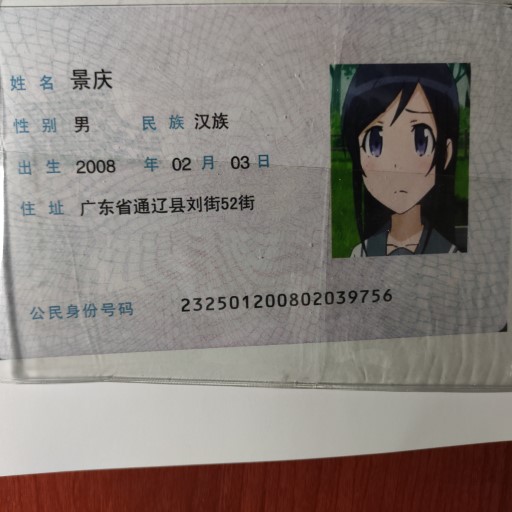 姓名 景庆
性别 男 民族 汉族
出生 2008 年 02 月 03 日
住址 广东省通辽县刘街52街
公民身份号码 232501200802039756